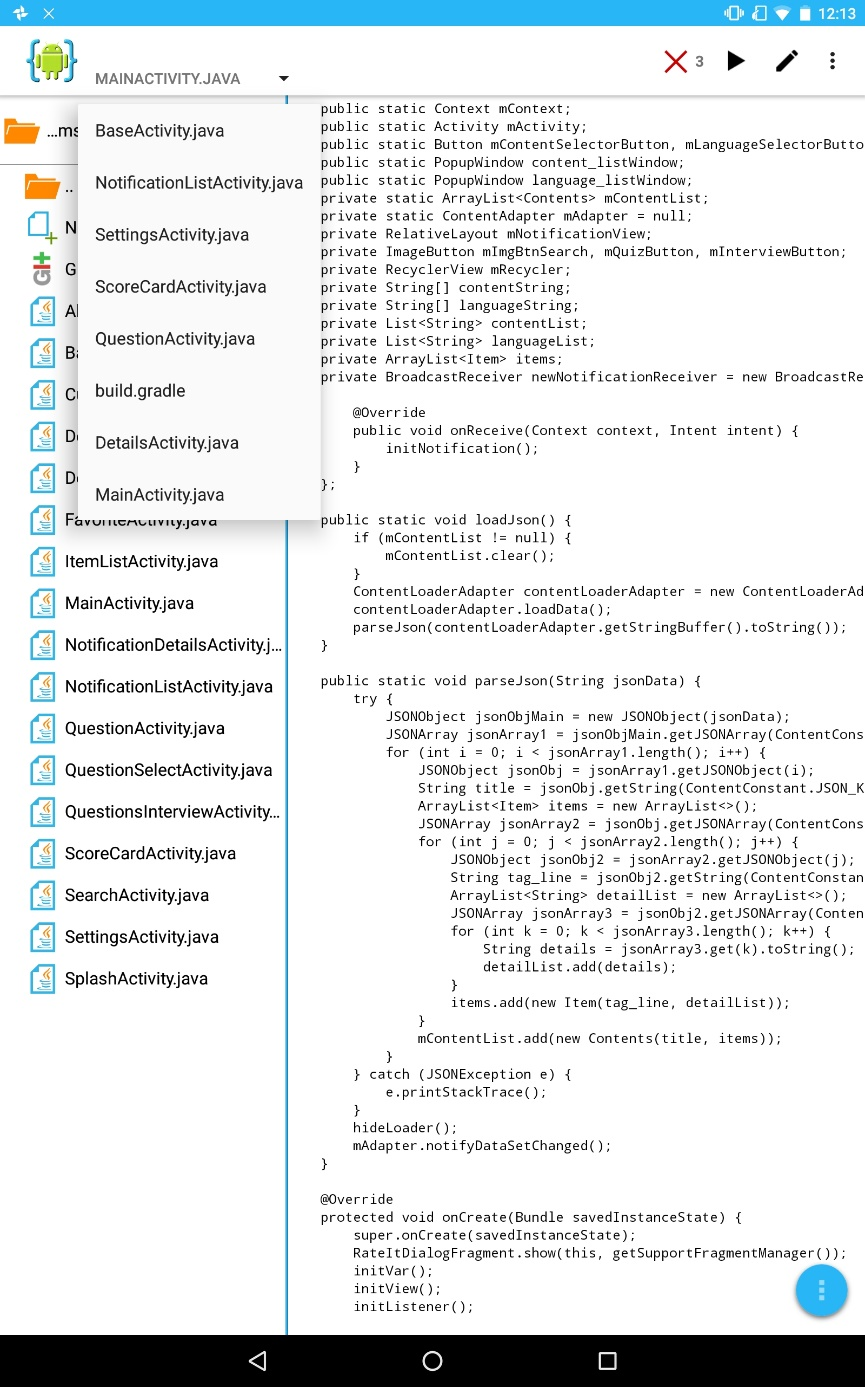 12:13
MAINACTIVITY.JAVA
3
...ms
BaseActivity.java
NotificationListActivity.java
SettingsActivity.java
ScoreCardActivity.java
QuestionActivity.java
build.gradle
DetailsActivity.java
MainActivity.java
..
N
G
Al
Ba
Cu
De
De
FavoriteActivity.java
ItemListActivity.java
MainActivity.java
NotificationDetailsActivity.j...
NotificationListActivity.java
QuestionActivity.java
QuestionSelectActivity.java
QuestionsInterviewActivity...
ScoreCardActivity.java
SearchActivity.java
SettingsActivity.java
SplashActivity.java
public static Context mContext;
public static Activity mActivity;
public static Button mContentSelectorButton, mLanguageSelectorButto
public static PopupWindow content_listWindow;
public static PopupWindow language_listWindow;
private static ArrayList<Contents> mContentList;
private static ContentAdapter mAdapter = null;
private RelativeLayout mNotificationView;
private ImageButton mImgBtnSearch, mQuizButton, mInterviewButton;
private RecyclerView mRecycler;
private String[] contentString;
private String[] languageString;
private List<String> contentList;
private List<String> languageList;
private ArrayList<Item> items;
private BroadcastReceiver newNotificationReceiver = new BroadcastRe
@Override
public void onReceive(Context context, Intent intent) {
initNotification();
}
};
public static void loadJson() {
if (mContentList != null) {
mContentList.clear();
}
ContentLoaderAdapter contentLoaderAdapter = new ContentLoaderAd
contentLoaderAdapter.loadData();
parseJson(contentLoaderAdapter.getStringBuffer().toString());
}
public static void parseJson(String jsonData) {
try {
JSONObject jsonObjMain = new JSONObject(jsonData);
JSONArray jsonArray1 = jsonObjMain.getJSONArray(ContentCons
for (int i = 0; i < jsonArray1.length(); i++) {
JSONObject jsonObj = jsonArray1.getJSONObject(i);
String title = jsonObj.getString(ContentConstant.JSON_K
ArrayList<Item> items = new ArrayList<>();
JSONArray jsonArray2 = jsonObj.getJSONArray(ContentCons
for (int j = 0; j < jsonArray2.length(); j++) {
JSONObject jsonObj2 = jsonArray2.getJSONObject(j);
String tag_line = jsonObj2.getString(ContentConstan
ArrayList<String> detailList = new ArrayList<>();
JSONArray jsonArray3 = jsonObj2.getJSONArray(Conten
for (int k = 0; k < jsonArray3.length(); k++) {
String details = jsonArray3.get(k).toString();
detailList.add(details);
}
items.add(new Item(tag_line, detailList));
}
mContentList.add(new Contents(title, items));
}
} catch (JSONException e) {
e.printStackTrace();
}
hideLoader();
mAdapter.notifyDataSetChanged();
}
@Override
protected void onCreate(Bundle savedInstanceState) {
super.onCreate(savedInstanceState);
RateItDialogFragment.show(this, getSupportFragmentManager());
initVar();
initView();
initListener();